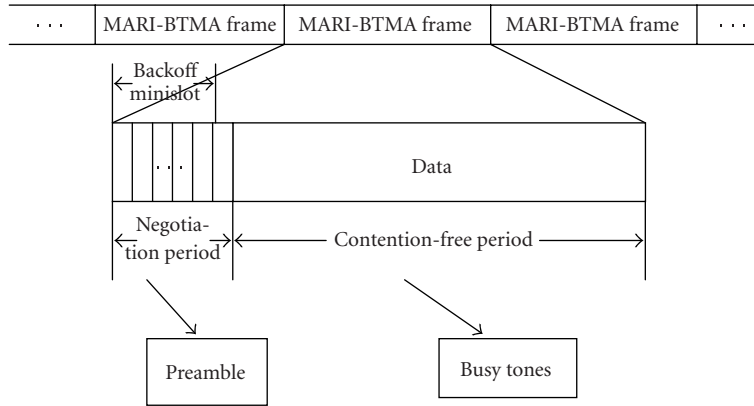 · · · MARI-BTMA frame MARI-BTMA frame MARI-BTMA frame · · ·
Backoff
minislot
· · ·
Data
Negotia-
tion period
Contention-free period
Preamble
Busy tones